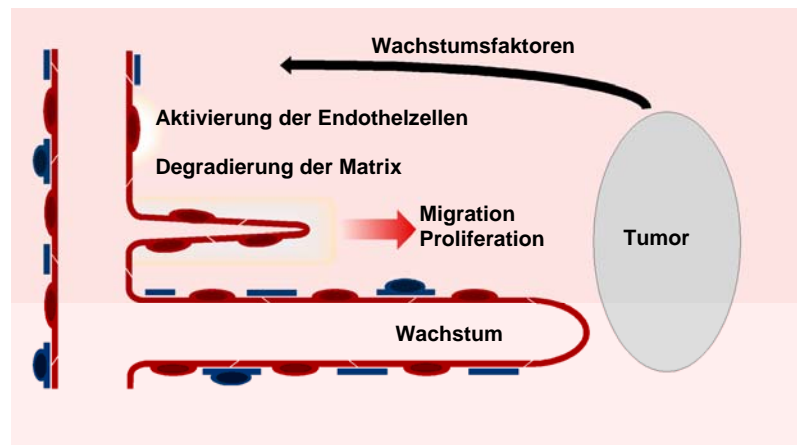 Wachstumsfaktoren
Aktivierung der Endothelzellen
Degradierung der Matrix
Migration
Proliferation
Tumor
Wachstum